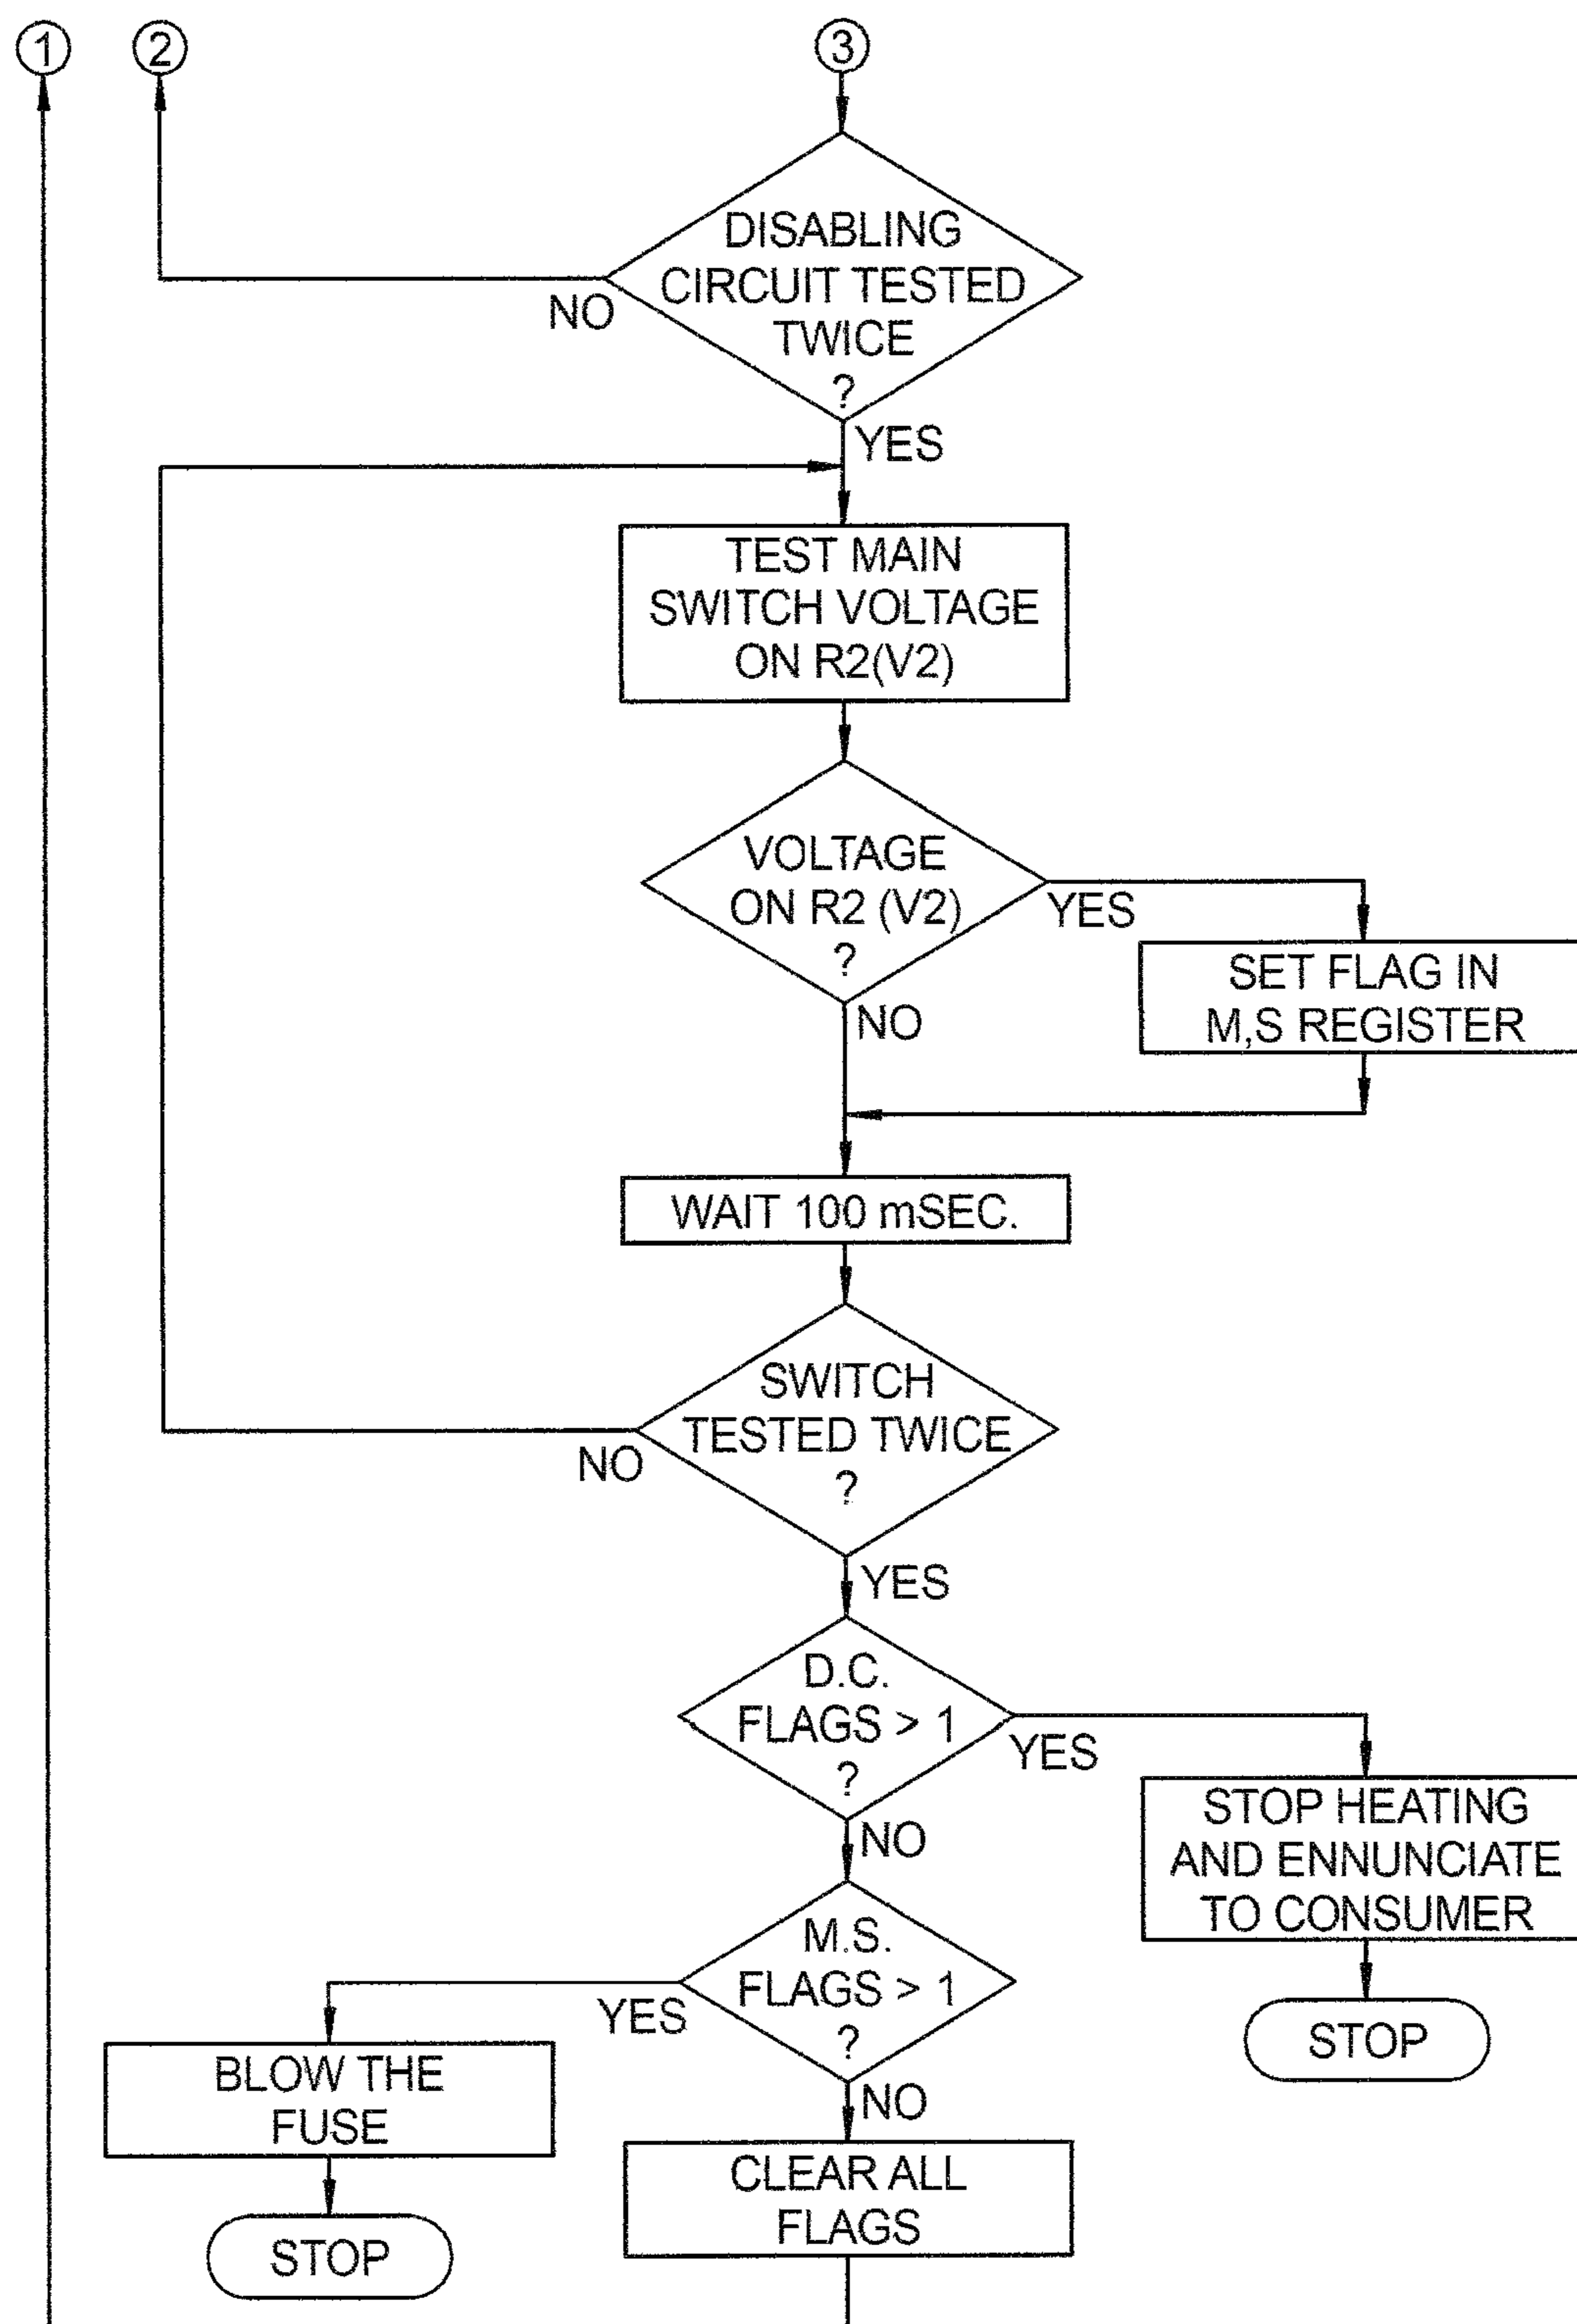 1
2
3
DISABLING
CIRCUIT TESTED
TWICE
?
NO
YES
TEST MAIN
SWITCH VOLTAGE
ON R2(V2)
VOLTAGE
ON R2 (V2)
?
YES
NO
SET FLAG IN
M,S REGISTER
WAIT 100 mSEC.
SWITCH
TESTED TWICE
?
NO
YES
D.C.
FLAGS > 1
?
YES
NO
STOP HEATING
AND ENNUNCIATE
TO CONSUMER
STOP
M.S.
FLAGS > 1
?
YES
NO
BLOW THE
FUSE
STOP
CLEAR ALL
FLAGS